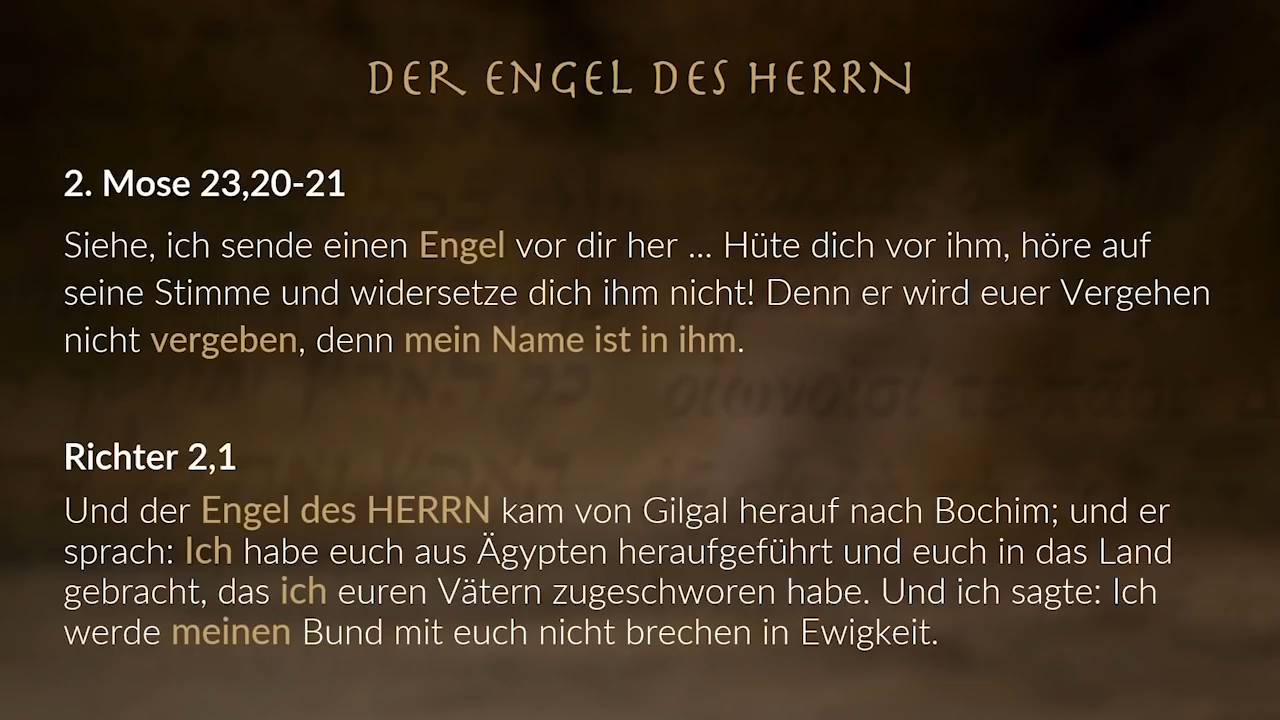 DER ENGEL DES HERRN
2. Mose 23,20-21
Siehe, ich sende einen Engel vor dir her ... Hüte dich vor ihm, höre auf
seine Stimme und widersetze dich ihm nicht! Denn er wird euer Vergehen
nicht vergeben, denn mein Name ist in ihm.
Richter 2,1
Und der Engel des HERRN kam von Gilgal herauf nach Bochim; und er
sprach: Ich habe euch aus Ägypten heraufgeführt und euch in das Land
gebracht, das ich euren Vätern zugeschworen habe. Und ich sagte: Ich
werde meinen Bund mit euch nicht brechen in Ewigkeit.